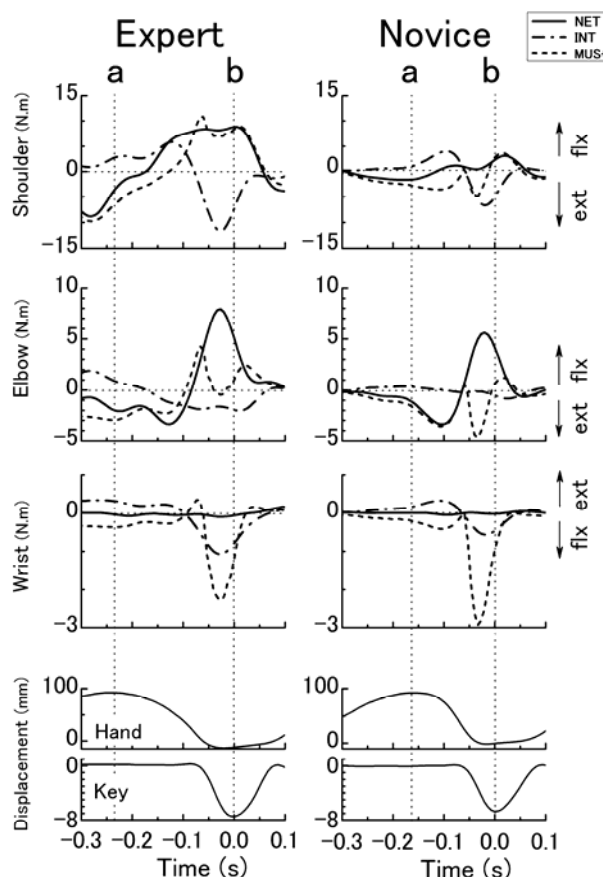 Expert
Novice
NET
INT
MUS
a
b
a
b
Shoulder (N.m)
15
0
-15
15
0
-15
flx
ext
Elbow (N.m)
10
5
0
-5
10
5
0
-5
flx
ext
Wrist (N.m)
0
-3
0
-3
ext
flx
Displacement (mm)
100
0
Hand
100
0
Hand
0
-8
Key
0
-8
Key
-0.3 -0.2 -0.1 0.0 0.1
-0.3 -0.2 -0.1 0.0 0.1
Time (s)
Time (s)